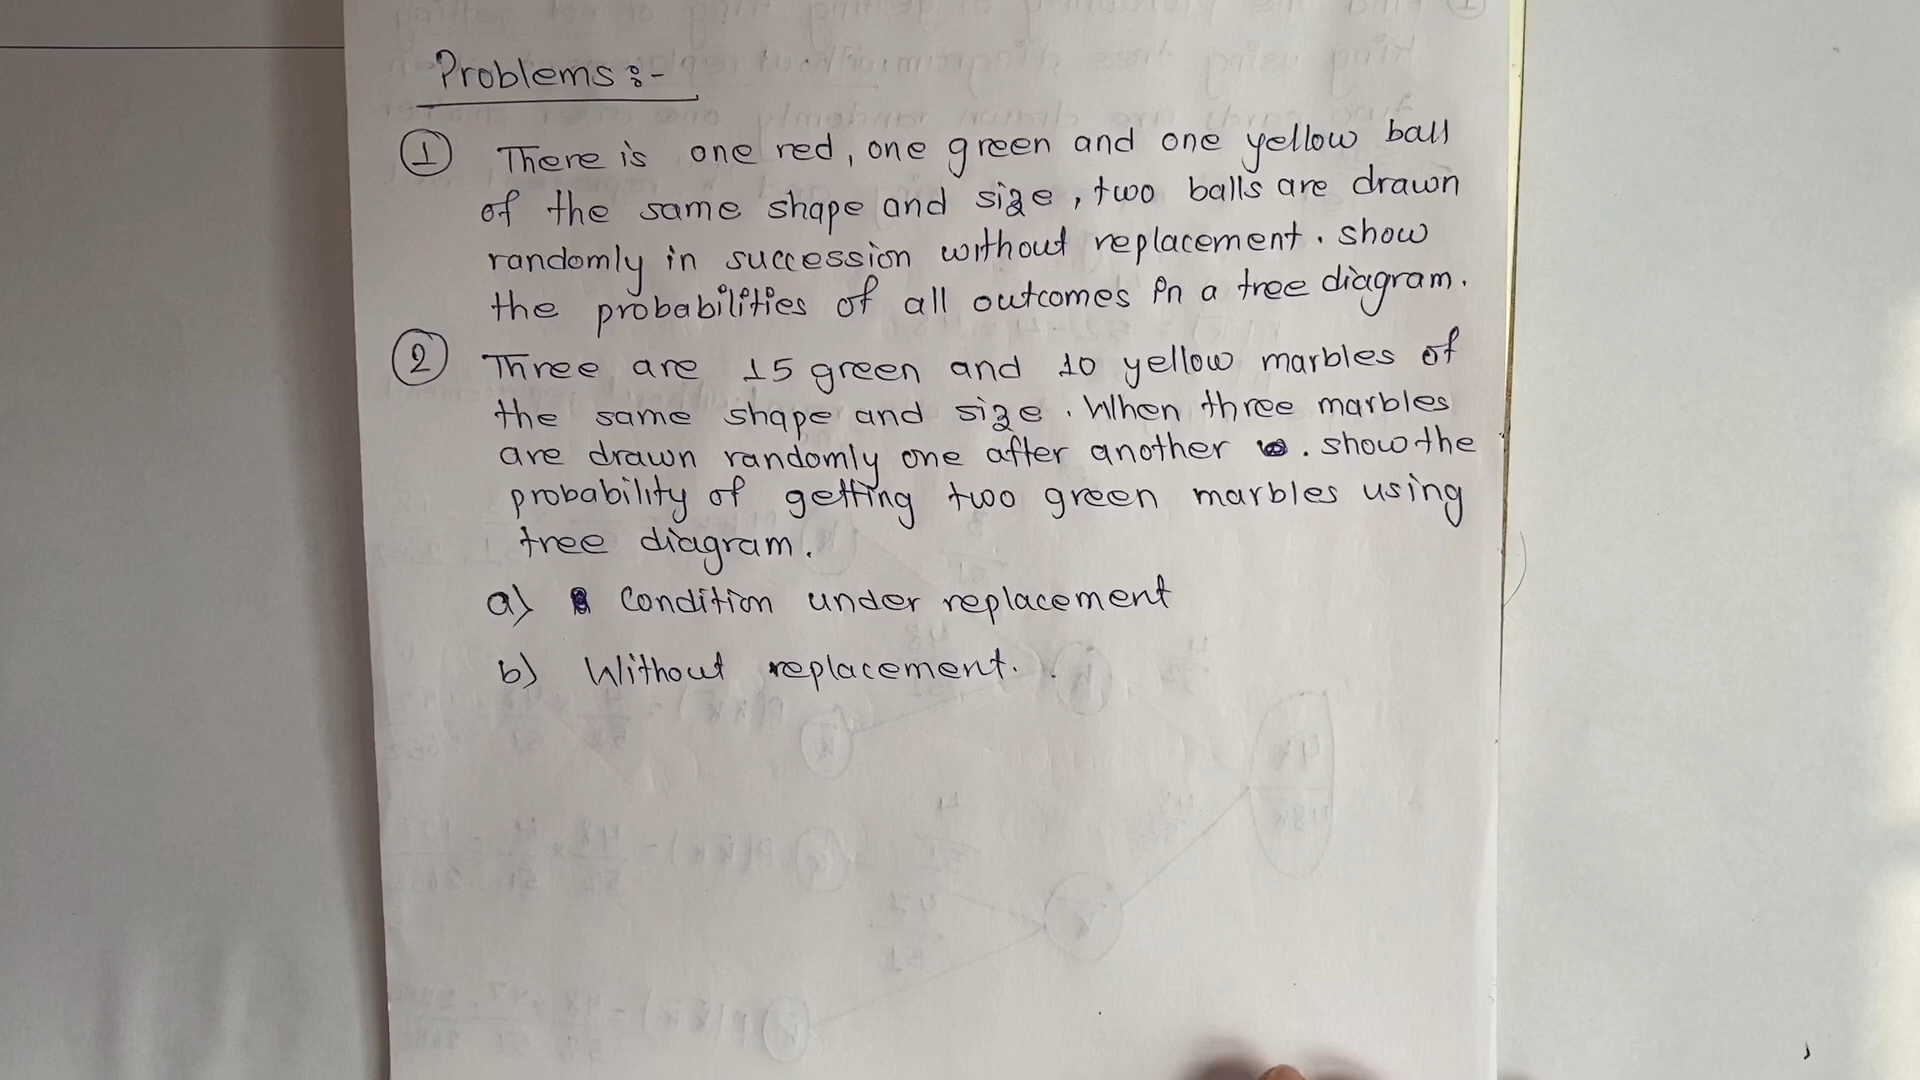 Problems :-
① There is one red, one green and one yellow ball
of the same shape and size, two balls are drawn
randomly in succession without replacement. show
the probabilities of all outcomes in a tree diagram.
② Three are 15 green and 10 yellow marbles of
the same shape and size. When three marbles
are drawn randomly one after another . show the
probability of getting two green marbles using
tree diagram.
a) Condition under replacement
b) Without replacement.